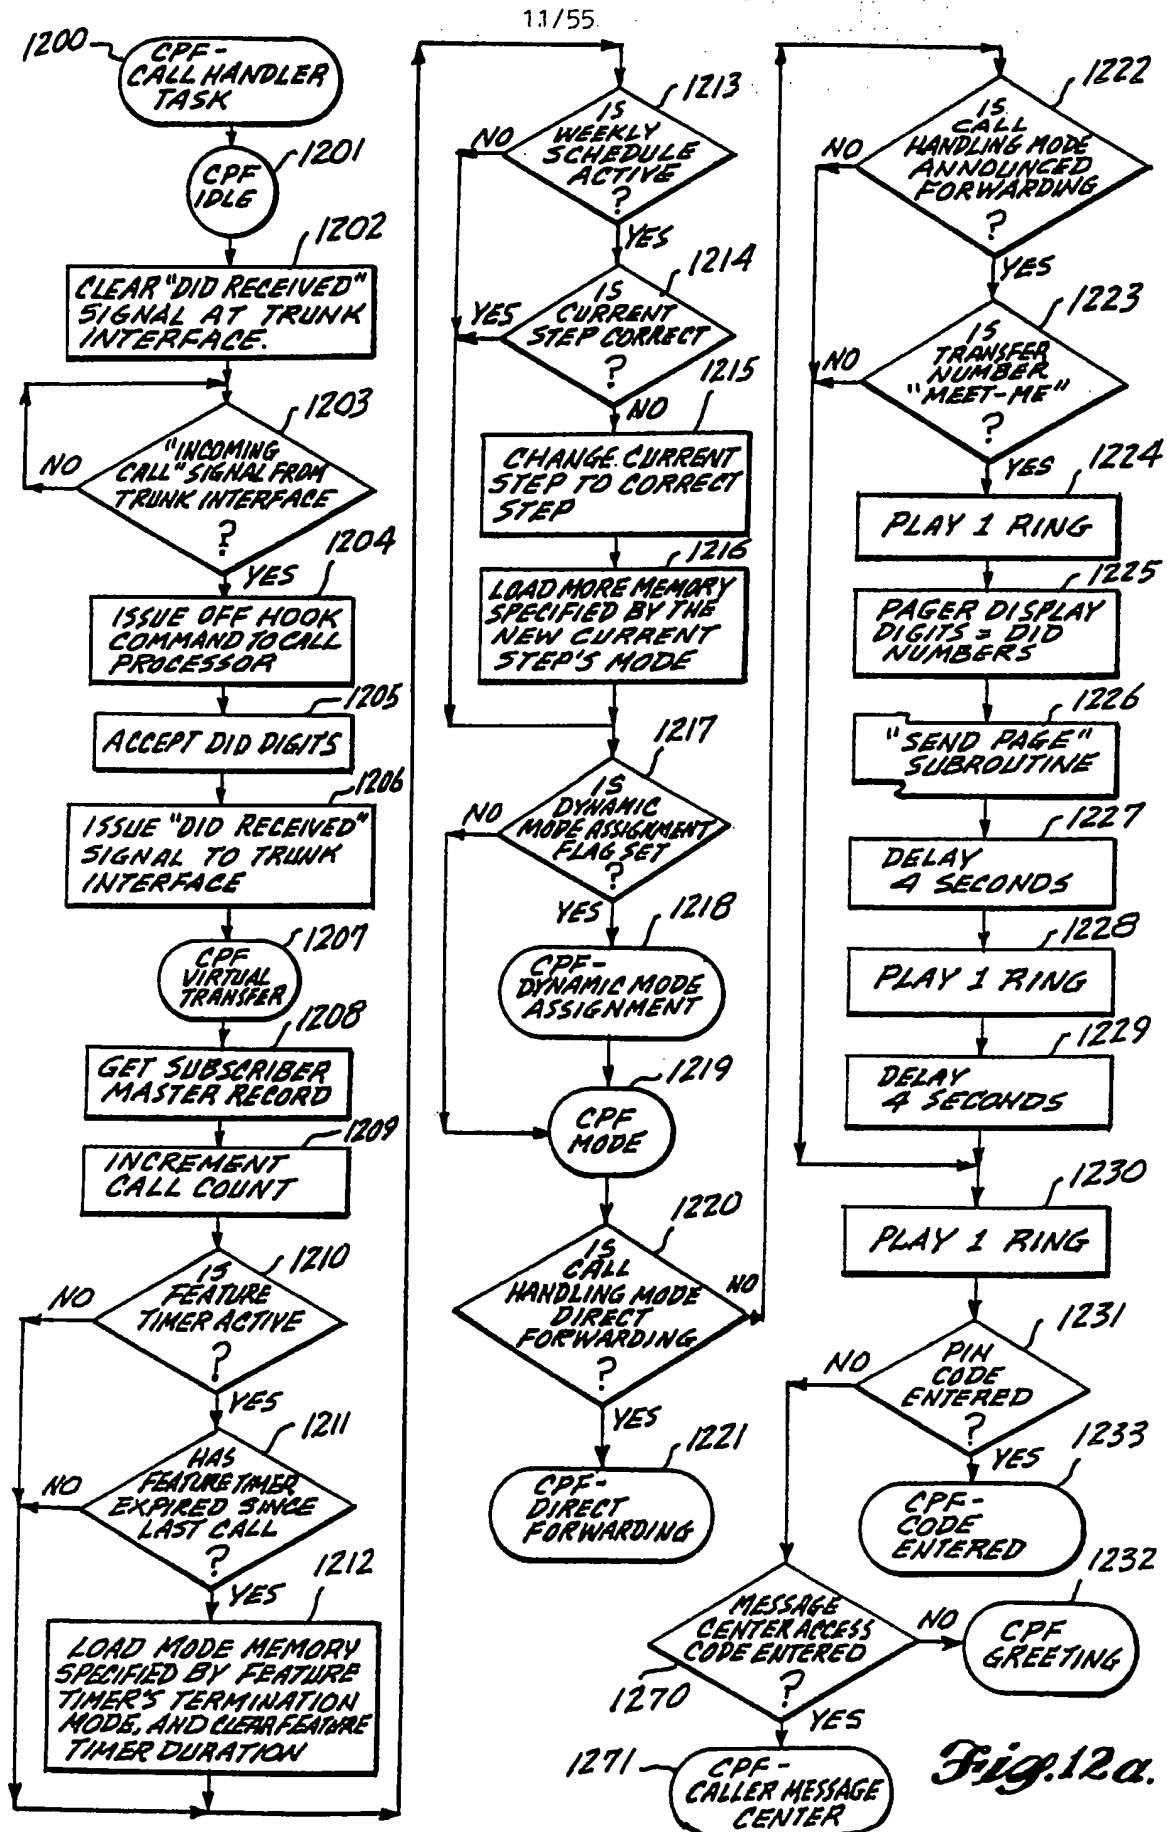 11/55
1200
CPF-
CALL HANDLER
TASK
1201
CPF
IDLE
1202
CLEAR "DID RECEIVED"
SIGNAL AT TRUNK
INTERFACE.
1203
"INCOMING
CALL" SIGNAL FROM
TRUNK INTERFACE
?
NO
YES
1204
ISSUE OFF HOOK
COMMAND TO CALL
PROCESSOR
1205
ACCEPT DID DIGITS
1206
ISSUE "DID RECEIVED"
SIGNAL TO TRUNK
INTERFACE
1207
CPF
VIRTUAL
TRANSFER
1208
GET SUBSCRIBER
MASTER RECORD
1209
INCREMENT
CALL COUNT
1210
IS
FEATURE
TIMER ACTIVE
?
NO
YES
1211
HAS
FEATURE TIMER
EXPIRED SINCE
LAST CALL
?
NO
YES
1212
LOAD MODE MEMORY
SPECIFIED BY FEATURE
TIMER'S TERMINATION
MODE, AND CLEAR FEATURE
TIMER DURATION
1213
IS
WEEKLY
SCHEDULE
ACTIVE
?
NO
YES
1214
IS
CURRENT
STEP CORRECT
?
YES
NO
1215
CHANGE CURRENT
STEP TO CORRECT
STEP
1216
LOAD MORE MEMORY
SPECIFIED BY THE
NEW CURRENT
STEP'S MODE
1217
IS
DYNAMIC
MODE ASSIGNMENT
FLAG SET
?
NO
YES
1218
CPF-
DYNAMIC MODE
ASSIGNMENT
1219
CPF
MODE
1220
IS
CALL
HANDLING MODE
DIRECT
FORWARDING
?
NO
YES
1221
CPF-
DIRECT
FORWARDING
1222
IS
CALL
HANDLING MODE
ANNOUNCED
FORWARDING
?
NO
YES
1223
IS
TRANSFER
NUMBER
"MEET-ME"
?
NO
YES
1224
PLAY 1 RING
1225
PAGER DISPLAY
DIGITS = DID
NUMBERS
1226
"SEND PAGE"
SUBROUTINE
1227
DELAY
4 SECONDS
1228
PLAY 1 RING
1229
DELAY
4 SECONDS
1230
PLAY 1 RING
1231
PIN
CODE
ENTERED
?
NO
YES
1233
CPF-
CODE
ENTERED
1232
CPF
GREETING
MESSAGE
CENTER ACCESS
CODE ENTERED
?
NO
1270
YES
1271
CPF-
CALLER MESSAGE
CENTER
Fig. 12a.